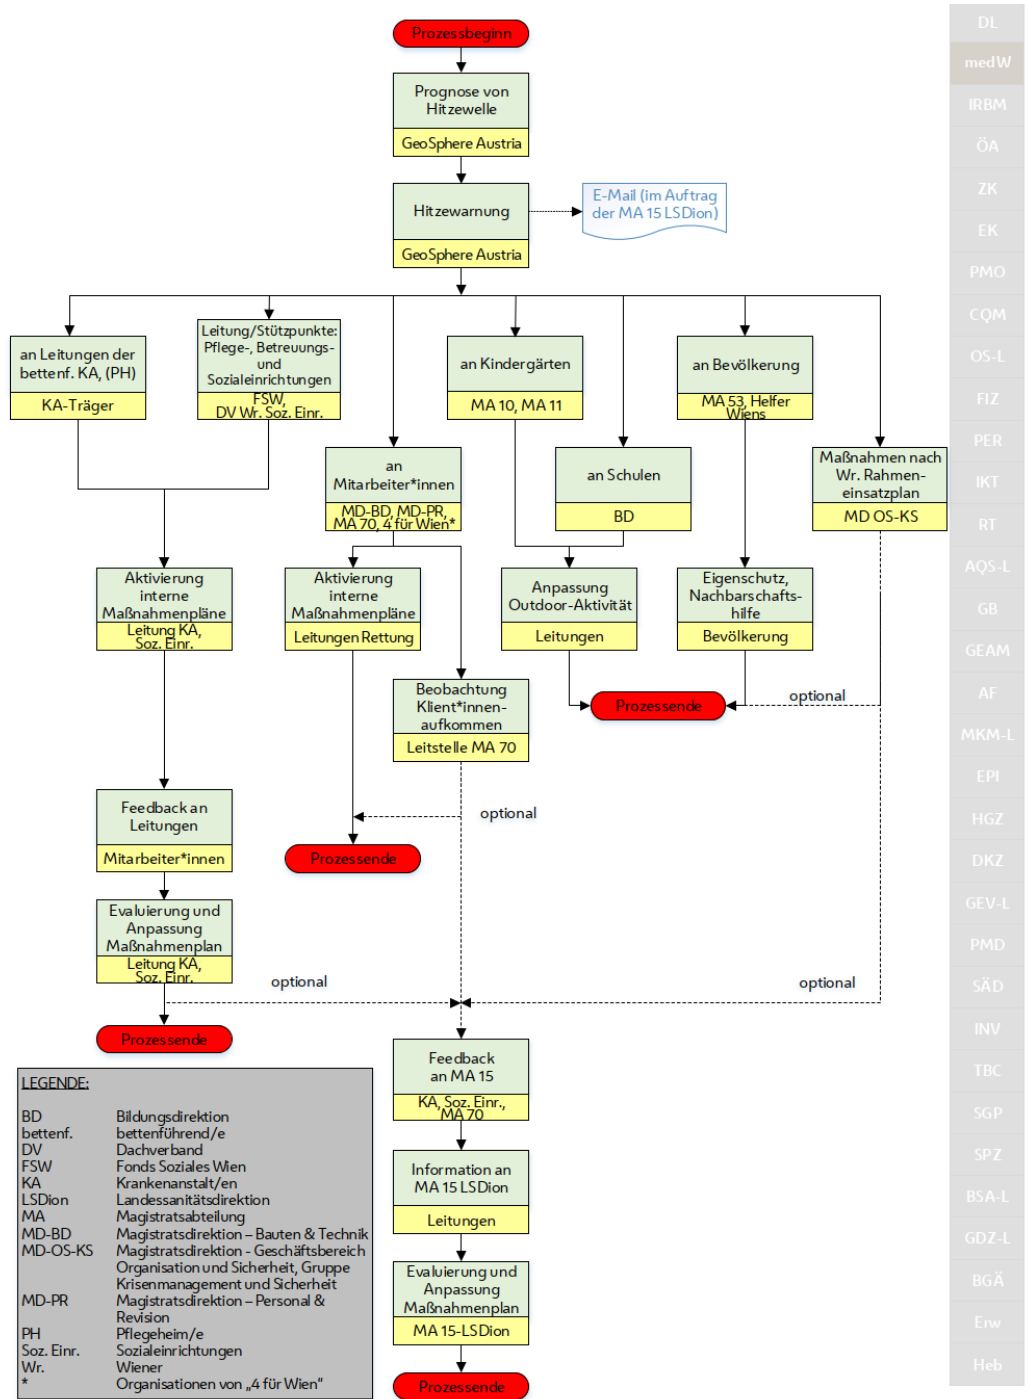 Prozessbeginn
Prognose von
Hitzewelle
GeoSphere Austria
Hitzewarnung
GeoSphere Austria
E-Mail (im Auftrag
der MA 15 LSDion)
an Leitungen der
bettenf. KA, (PH)
KA-Träger
Leitung/Stützpunkte:
Pflege-, Betreuungs-
und
Sozialeinrichtungen
FSW,
DV Wr. Soz. Einr.
an
Mitarbeiter*innen
MD-BD, MD-PR,
MA 70, 4 für Wien*
an Kindergärten
MA 10, MA 11
an Schulen
BD
an Bevölkerung
MA 53, Helfer
Wiens
Maßnahmen nach
Wr. Rahmen-
einsatzplan
MD OS-KS
Aktivierung
interne
Maßnahmenpläne
Leitung KA,
Soz. Einr.
Aktivierung
interne
Maßnahmenpläne
Leitungen Rettung
Anpassung
Outdoor-Aktivität
Leitungen
Eigenschutz,
Nachbarschafts-
hilfe
Bevölkerung
Beobachtung
Klient*innen-
aufkommen
Leitstelle MA 70
Prozessende
optional
Feedback an
Leitungen
Mitarbeiter*innen
optional
Prozessende
Evaluierung und
Anpassung
Maßnahmenplan
Leitung KA,
Soz. Einr.
optional
optional
Prozessende
Feedback
an MA 15
KA, Soz. Einr.,
MA 70
Information an
MA 15 LSDion
Leitungen
Evaluierung und
Anpassung
Maßnahmenplan
MA 15-LSDion
Prozessende
LEGENDE:
BD Bildungsdirektion
bettenf. bettenführend/e
DV Dachverband
FSW Fonds Soziales Wien
KA Krankenanstalt/en
LSDion Landessanitätsdirektion
MA Magistratsabteilung
MD-BD Magistratsdirektion – Bauten & Technik
MD-OS-KS Magistratsdirektion - Geschäftsbereich
Organisation und Sicherheit, Gruppe
Krisenmanagement und Sicherheit
MD-PR Magistratsdirektion – Personal &
Revision
PH Pflegeheim/e
Soz. Einr. Sozialeinrichtungen
Wr. Wiener
* Organisationen von „4 für Wien“
DL
medW
IRBM
ÖA
ZK
EK
PMO
CQM
OS-L
FIZ
PER
IKT
RT
AQS-L
GB
GEAM
AF
MKM-L
EPI
HGZ
DKZ
GEV-L
PMD
SÄD
INV
TBC
SGP
SPZ
BSA-L
GDZ-L
BGÄ
Erw
Heb